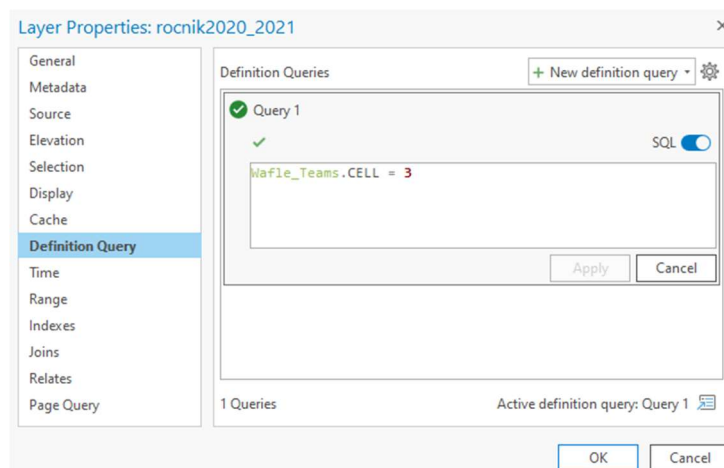 Layer Properties: rocnik2020_2021
General
Metadata
Source
Elevation
Selection
Display
Cache
Definition Query
Time
Range
Indexes
Joins
Relates
Page Query
Definition Queries
+ New definition query
Query 1
SQL
Wafle_Teams.CELL = 3
Apply
Cancel
1 Queries
Active definition query: Query 1
OK
Cancel